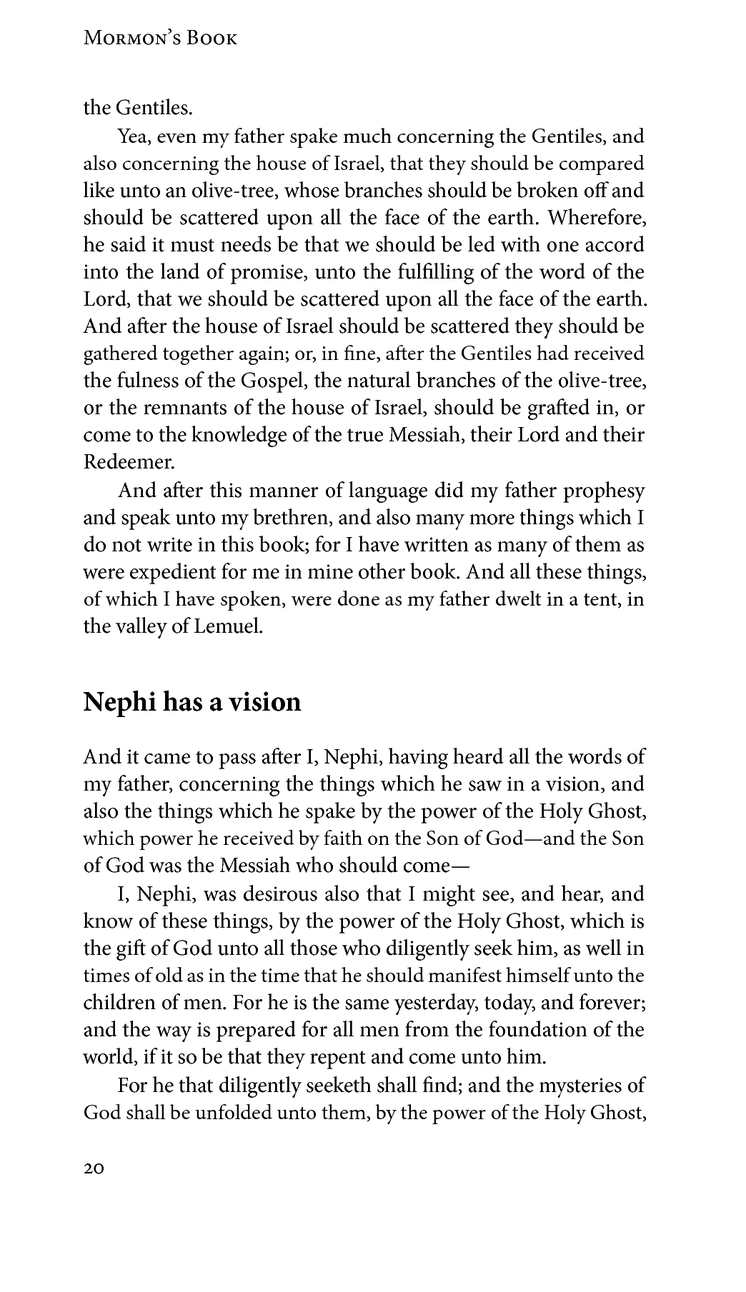 Mormon’s Book
the Gentiles.
Yea, even my father spake much concerning the Gentiles, and
also concerning the house of Israel, that they should be compared
like unto an olive-tree, whose branches should be broken off and
should be scattered upon all the face of the earth. Wherefore,
he said it must needs be that we should be led with one accord
into the land of promise, unto the fulfilling of the word of the
Lord, that we should be scattered upon all the face of the earth.
And after the house of Israel should be scattered they should be
gathered together again; or, in fine, after the Gentiles had received
the fulness of the Gospel, the natural branches of the olive-tree,
or the remnants of the house of Israel, should be grafted in, or
come to the knowledge of the true Messiah, their Lord and their
Redeemer.
And after this manner of language did my father prophesy
and speak unto my brethren, and also many more things which I
do not write in this book; for I have written as many of them as
were expedient for me in mine other book. And all these things,
of which I have spoken, were done as my father dwelt in a tent, in
the valley of Lemuel.
Nephi has a vision
And it came to pass after I, Nephi, having heard all the words of
my father, concerning the things which he saw in a vision, and
also the things which he spake by the power of the Holy Ghost,
which power he received by faith on the Son of God—and the Son
of God was the Messiah who should come—
I, Nephi, was desirous also that I might see, and hear, and
know of these things, by the power of the Holy Ghost, which is
the gift of God unto all those who diligently seek him, as well in
times of old as in the time that he should manifest himself unto the
children of men. For he is the same yesterday, today, and forever;
and the way is prepared for all men from the foundation of the
world, if it so be that they repent and come unto him.
For he that diligently seeketh shall find; and the mysteries of
God shall be unfolded unto them, by the power of the Holy Ghost,
20